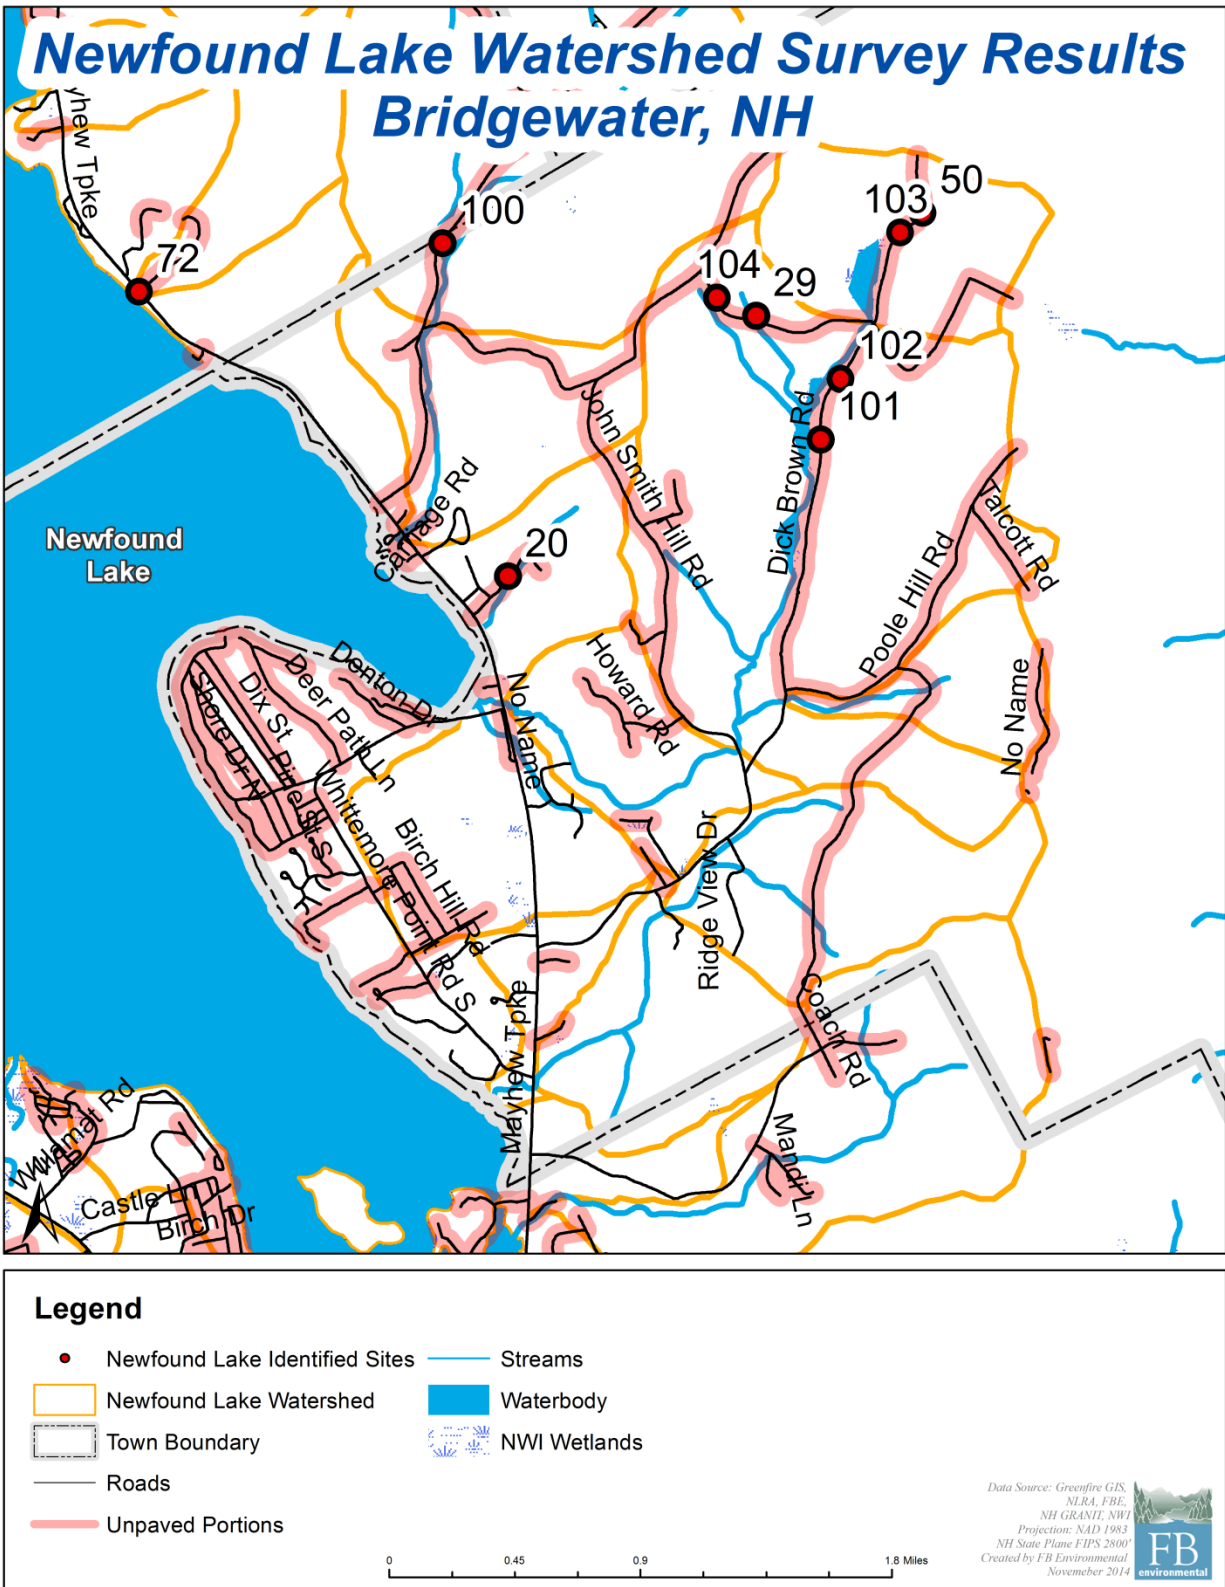 Newfound Lake Watershed Survey Results
Bridgewater, NH
yhew Tpke
72
100
50
103
104
29
102
101
20
John Smith Hill Rd
Dick Brown Rd
Carriage Rd
Talcott Rd
Poole Hill Rd
No Name
Newfound
Lake
Howard Rd
Denton Dr
Deer Path Ln
Dix St
Shore Dr N
Pine St S
No Name
Whittemore Point Rd S
Birch Hill Rd
Ridge View Dr
Mayhew Tpke
Coach Rd
Mandi Ln
Castle Ln
Birch Dr
Legend
Newfound Lake Identified Sites
Streams
Newfound Lake Watershed
Waterbody
Town Boundary
NWI Wetlands
Roads
Unpaved Portions
0 0.45 0.9 1.8 Miles
Data Source: Greenfire GIS,
NLRA, FBE,
NH GRANIT, NWI
Projection: NAD 1983
NH State Plane FIPS 2800'
Created by FB Environmental
Novemeber 2014
FB
environmental